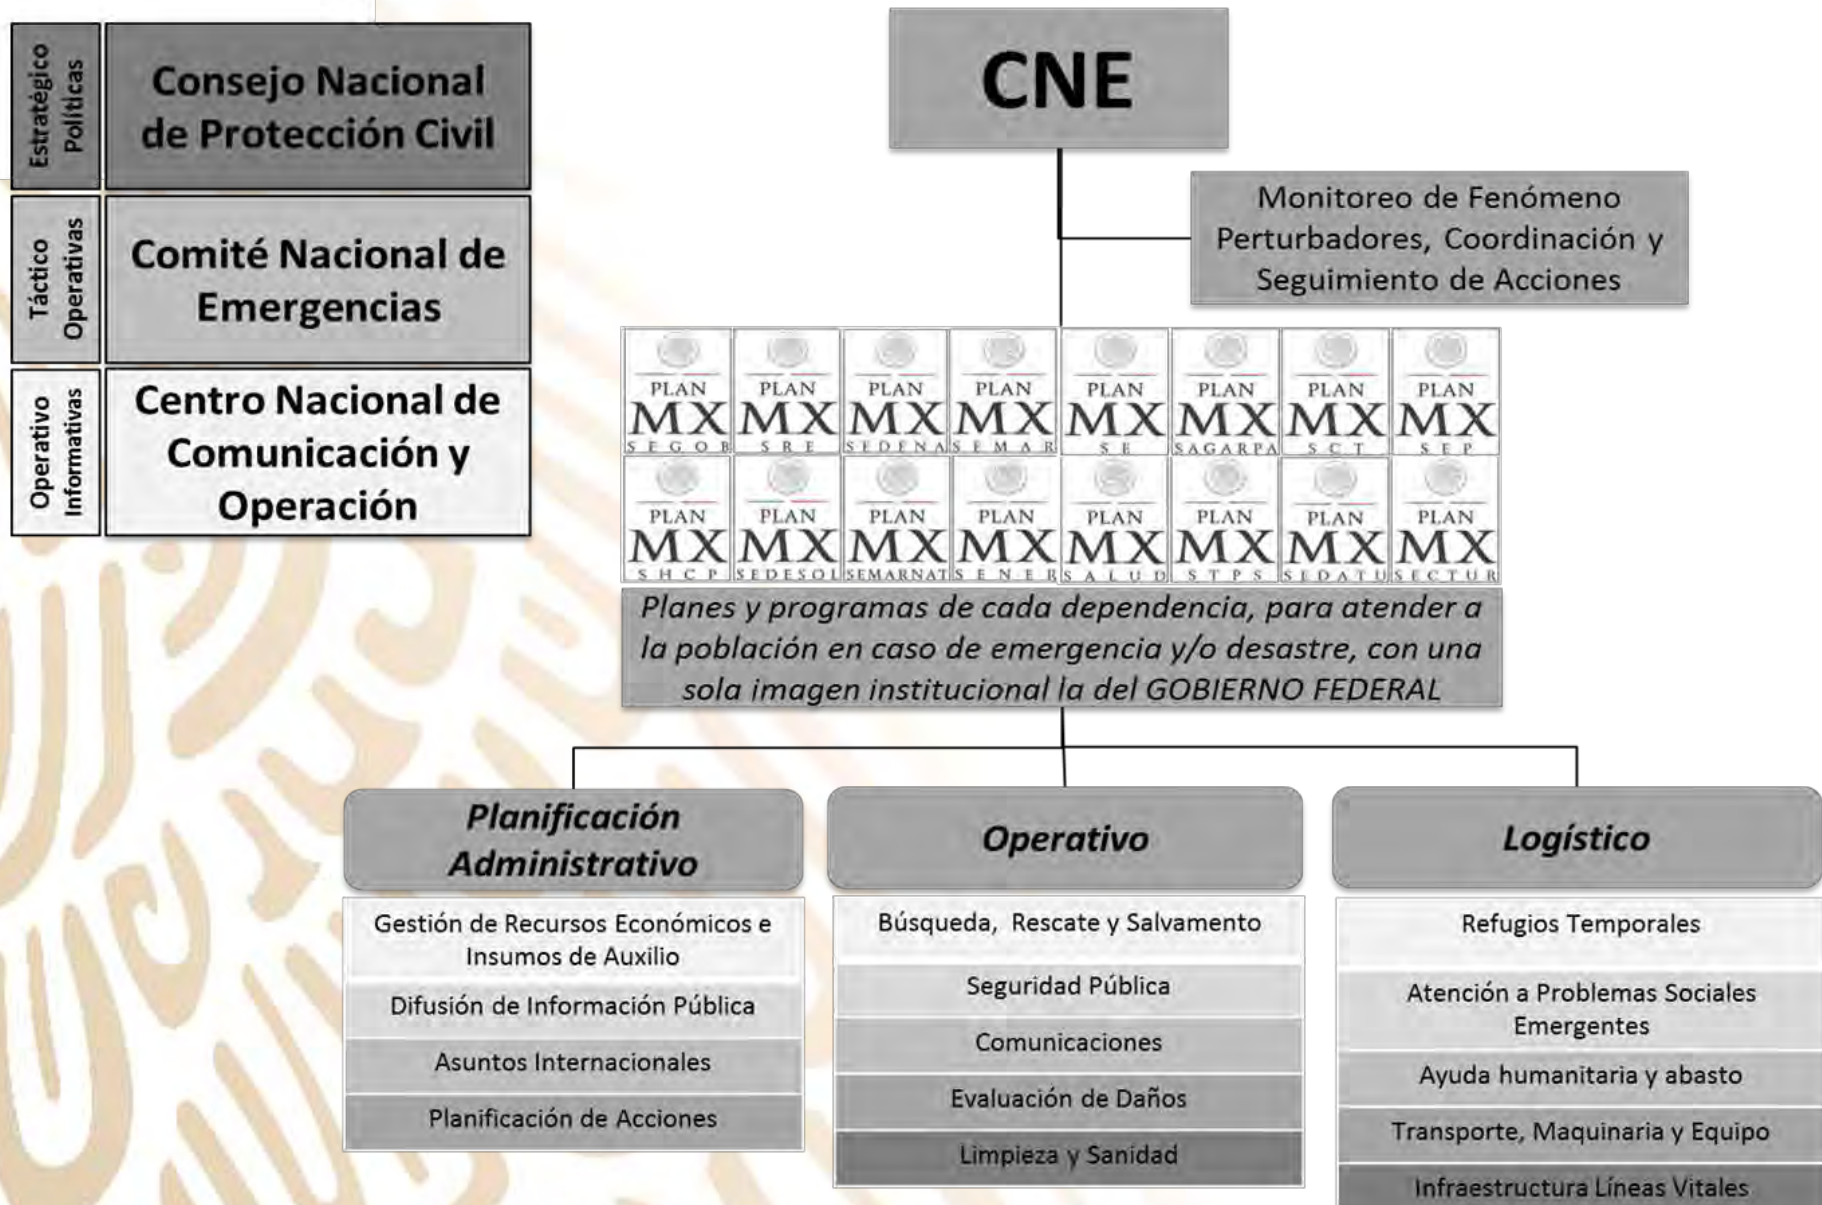 Estratégico
Políticas
Consejo Nacional
de Protección Civil
Táctico
Operativas
Comité Nacional de
Emergencias
Operativo
Informativas
Centro Nacional de
Comunicación y
Operación
CNE
Monitoreo de Fenómeno
Perturbadores, Coordinación y
Seguimiento de Acciones
PLAN
MX
SEGOB
PLAN
MX
SRE
PLAN
MX
SEDENA
PLAN
MX
SEMAR
PLAN
MX
SE
PLAN
MX
SAGARPA
PLAN
MX
SCT
PLAN
MX
SEP
PLAN
MX
SHCP
PLAN
MX
SEDESOL
PLAN
MX
SEMARNAT
PLAN
MX
SENER
PLAN
MX
SALUD
PLAN
MX
STPS
PLAN
MX
SEDATU
PLAN
MX
SECTUR
Planes y programas de cada dependencia, para atender a
la población en caso de emergencia y/o desastre, con una
sola imagen institucional la del GOBIERNO FEDERAL
Planificación
Administrativo
Gestión de Recursos Económicos e
Insumos de Auxilio
Difusión de Información Pública
Asuntos Internacionales
Planificación de Acciones
Operativo
Búsqueda, Rescate y Salvamento
Seguridad Pública
Comunicaciones
Evaluación de Daños
Limpieza y Sanidad
Logístico
Refugios Temporales
Atención a Problemas Sociales
Emergentes
Ayuda humanitaria y abasto
Transporte, Maquinaria y Equipo
Infraestructura Líneas Vitales